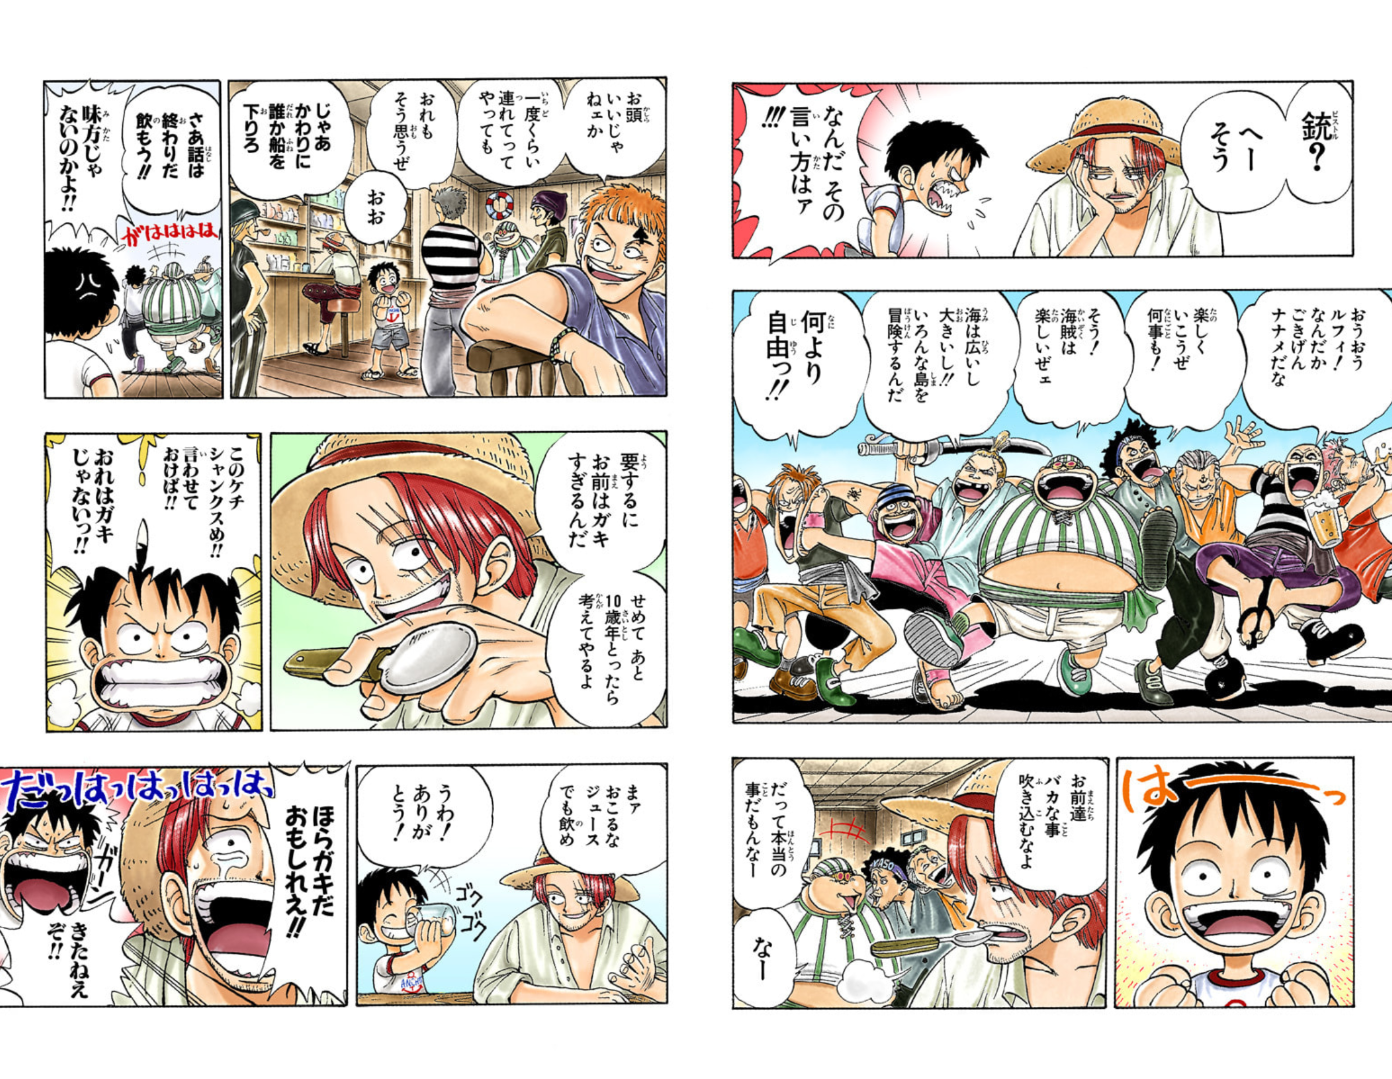 銃?
へー
そう
なんだ その
言い方はァ
!!!
おうおう
ルフィ!
なんだか
ごきげん
ナナメだな
楽しく
いこうぜ
何事も!
そう!
海賊は
楽しいぜェ
海は広いし
大きいし!!
いろんな島を
冒険するんだ
何より
自由っ!!
はーっ
お前達
バカな事
吹き込むなよ
だって本当の
事だもんなー
なー
お頭
いいじゃ
ねェか
一度くらい
連れてって
やっても
おれも
そう思うぜ
おお
じゃあ
かわりに
誰か船を
下りろ
さあ話は
終わりだ
飲もう!!
がはははは
味方じゃ
ないのかよ!!
要するに
お前はガキ
すぎるんだ
せめて あと
10歳年とったら
考えてやるよ
このケチ
シャンクスめ!!
言わせて
おけば!!
おれはガキ
じゃないっ!!
まァ
おこるな
ジュース
でも飲め
うわ!
ありが
とう!
ゴク
ゴク
ほらガキだ
おもしれえ!!
だっはっはっはっはっ
ガーン
きたねえ
ぞ!!